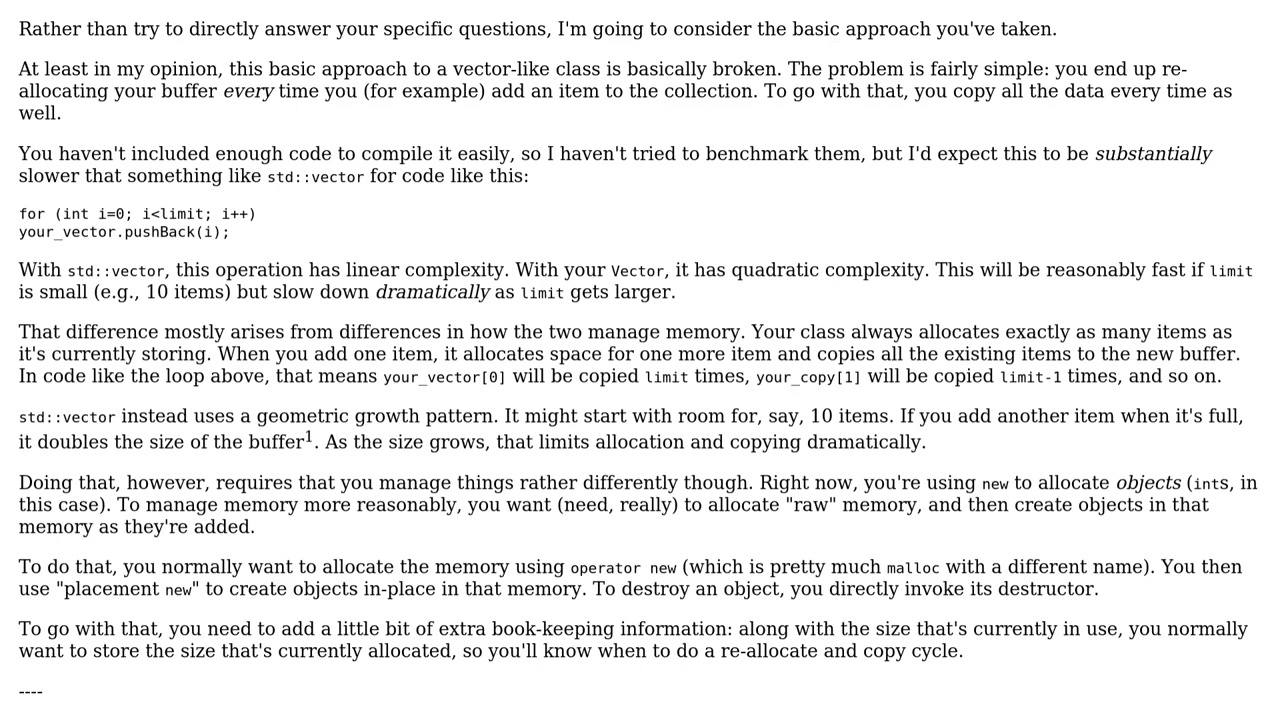 Rather than try to directly answer your specific questions, I'm going to consider the basic approach you've taken.
At least in my opinion, this basic approach to a vector-like class is basically broken. The problem is fairly simple: you end up re-
allocating your buffer every time you (for example) add an item to the collection. To go with that, you copy all the data every time as
well.
You haven't included enough code to compile it easily, so I haven't tried to benchmark them, but I'd expect this to be substantially
slower that something like std::vector for code like this:
for (int i=0; i<limit; i++)
your_vector.pushBack(i);
With std::vector, this operation has linear complexity. With your Vector, it has quadratic complexity. This will be reasonably fast if limit
is small (e.g., 10 items) but slow down dramatically as limit gets larger.
That difference mostly arises from differences in how the two manage memory. Your class always allocates exactly as many items as
it's currently storing. When you add one item, it allocates space for one more item and copies all the existing items to the new buffer.
In code like the loop above, that means your_vector[0] will be copied limit times, your_copy[1] will be copied limit-1 times, and so on.
std::vector instead uses a geometric growth pattern. It might start with room for, say, 10 items. If you add another item when it's full,
it doubles the size of the buffer1. As the size grows, that limits allocation and copying dramatically.
Doing that, however, requires that you manage things rather differently though. Right now, you're using new to allocate objects (ints, in
this case). To manage memory more reasonably, you want (need, really) to allocate "raw" memory, and then create objects in that
memory as they're added.
To do that, you normally want to allocate the memory using operator new (which is pretty much malloc with a different name). You then
use "placement new" to create objects in-place in that memory. To destroy an object, you directly invoke its destructor.
To go with that, you need to add a little bit of extra book-keeping information: along with the size that's currently in use, you normally
want to store the size that's currently allocated, so you'll know when to do a re-allocate and copy cycle.
----